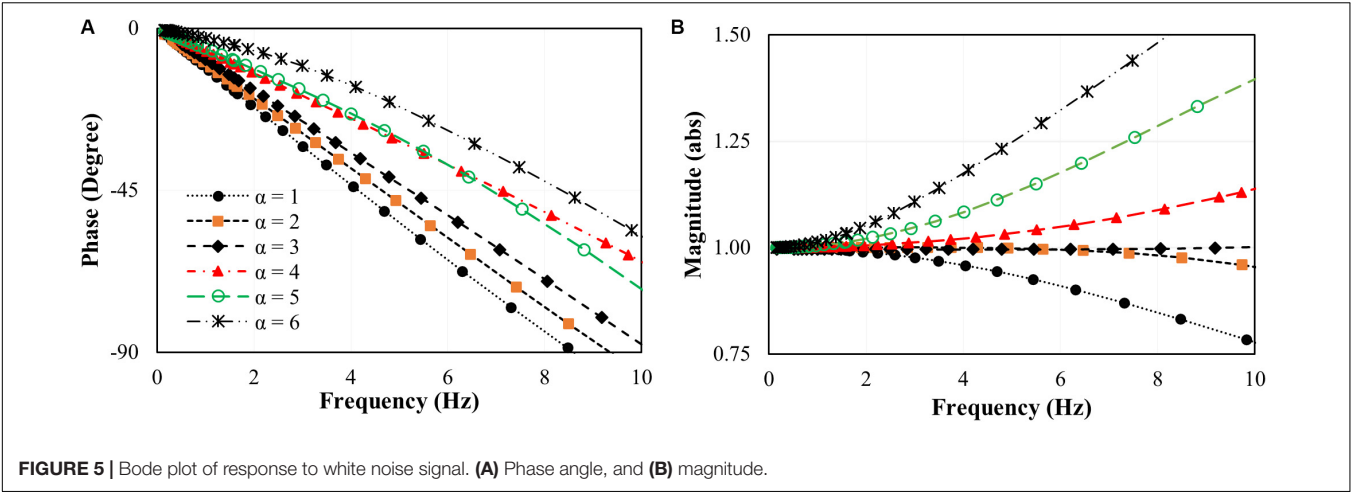 A
0
-45
-90
Phase (Degree)
α = 1
α = 2
α = 3
α = 4
α = 5
α = 6
0 2 4 6 8 10
Frequency (Hz)
B
1.50
1.25
1.00
0.75
Magnitude (abs)
0 2 4 6 8 10
Frequency (Hz)
FIGURE 5 | Bode plot of response to white noise signal. (A) Phase angle, and (B) magnitude.